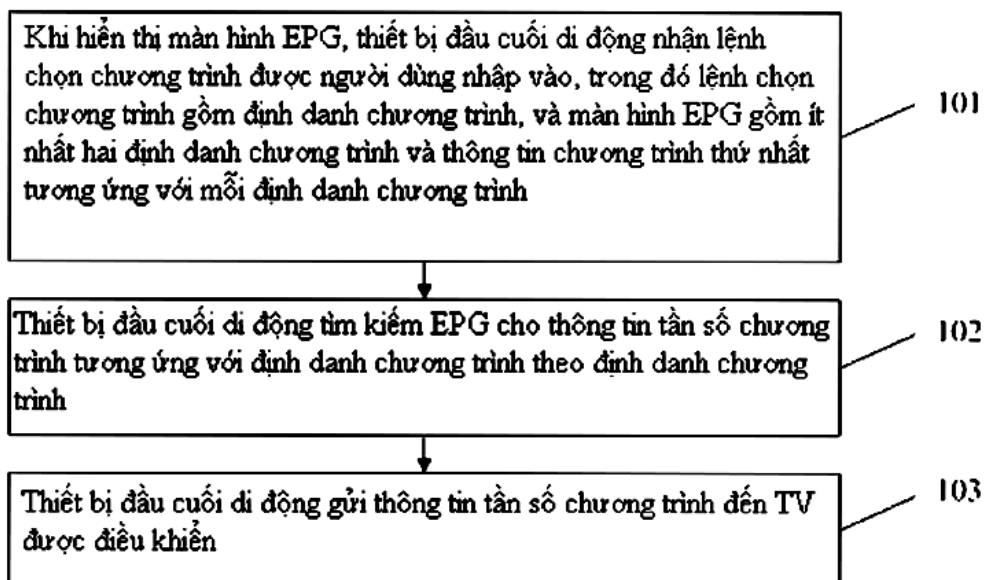 Khi hiển thị màn hình EPG, thiết bị đầu cuối di động nhận lệnh
chọn chương trình được người dùng nhập vào, trong đó lệnh chọn
chương trình gồm định danh chương trình, và màn hình EPG gồm ít
nhất hai định danh chương trình và thông tin chương trình thứ nhất
tương ứng với mỗi định danh chương trình
101
Thiết bị đầu cuối di động tìm kiếm EPG cho thông tin tần số chương
trình tương ứng với định danh chương trình theo định danh chương
trình
102
Thiết bị đầu cuối di động gửi thông tin tần số chương trình đến TV
được điều khiển
103